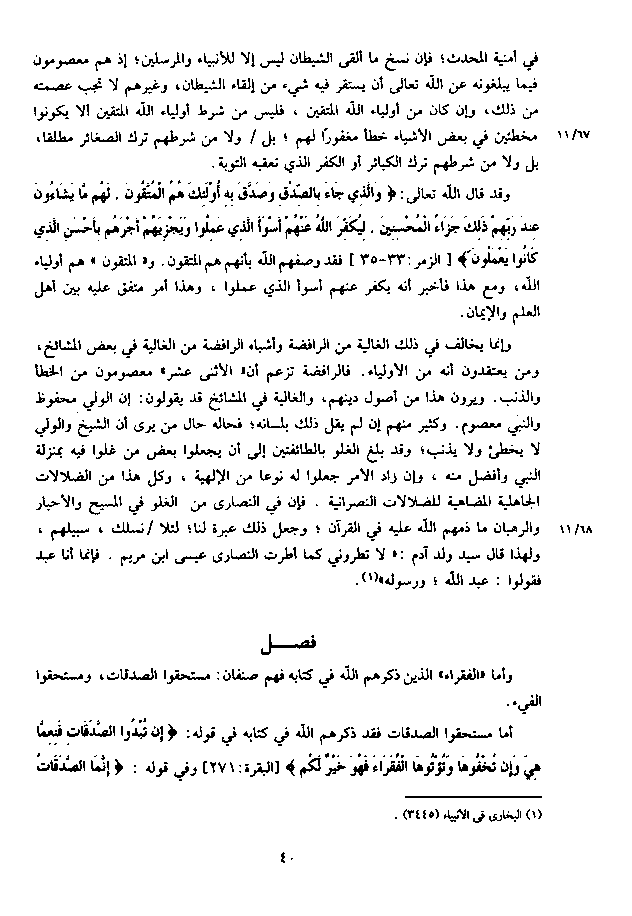 في أمنية المحدث؛ فإن نسخ ما ألقى الشيطان ليس إلا للأنبياء والمرسلين؛ إذ هم معصومون
فيما يبلغونه عن الله تعالى أن يستقر فيه شيء من إلقاء الشيطان، وغيرهم لا تجب عصمته
من ذلك، وإن كان من أولياء الله المتقين ، فليس من شرط أولياء الله المتقين ألا يكونوا
١١/٦٧ مخطئين في بعض الأشياء خطأ مغفوراً لهم ؛ بل / ولا من شرطهم ترك الصغائر مطلقا،
بل ولا من شرطهم ترك الكبائر أو الكفر الذي تعقبه التوبة.
وقد قال الله تعالى: ﴿ وَالَّذِي جَاءَ بِالصِّدْقِ وَصَدَّقَ بِهِ أُوْلَئِكَ هُمُ الْمُتَّقُونَ . لَهُم مَّا يَشَاءُونَ
عِندَ رَبِّهِمْ ذَلِكَ جَزَاءُ الْمُحْسِنِينَ . لِيُكَفِّرَ اللَّهُ عَنْهُمْ أَسْوَأَ الَّذِي عَمِلُوا وَيَجْزِيَهُمْ أَجْرَهُم بِأَحْسَنِ الَّذِي
كَانُوا يَعْمَلُونَ﴾ [ الزمر: ٣٣-٣٥ ] فقد وصفهم الله بأنهم هم المتقون. و« المتقون » هم أولياء
الله، ومع هذا فأخبر أنه يكفر عنهم أسوأ الذي عملوا ، وهذا أمر متفق عليه بين أهل
العلم والإيمان.
وإنما يخالف في ذلك الغالية من الرافضة وأشباه الرافضة من الغالية في بعض المشائخ،
ومن يعتقدون أنه من الأولياء. فالرافضة تزعم أن« الاثنى عشر» معصومون من الخطأ
والذنب. ويرون هذا من أصول دينهم، والغالية في المشائخ قد يقولون: إن الولي محفوظ
والنبي معصوم. وكثير منهم إن لم يقل ذلك بلسانه؛ فحاله حال من يرى أن الشيخ والولي
لا يخطئ ولا يذنب؛ وقد بلغ الغلو بالطائفتين إلى أن يجعلوا بعض من غلوا فيه بمنزلة
النبي وأفضل منه ، وإن زاد الأمر جعلوا له نوعا من الإلهية ، وكل هذا من الضلالات
الجاهلية المضاهية للضلالات النصرانية . فإن في النصارى من الغلو في المسيح والأحبار
١١/٦٨ والرهبان ما ذمهم الله عليه في القرآن ؛ وجعل ذلك عبرة لنا؛ لئلا /نسلك ، سبيلهم ،
ولهذا قال سيد ولد آدم : « لا تطروني كما أطرت النصارى عيسى ابن مريم . فإنما أنا عبد
فقولوا : عبد الله ؛ ورسوله»(١).
فصــل
وأما «الفقراء» الذين ذكرهم الله في كتابه فهم صنفان: مستحقوا الصدقات، ومستحقوا
الفيء.
أما مستحقوا الصدقات فقد ذكرهم الله في كتابه في قوله: ﴿ إِن تُبْدُوا الصَّدَقَاتِ فَنِعِمَّا
هِيَ وَإِن تُخْفُوهَا وَتُؤْتُوهَا الْفُقَرَاءَ فَهُوَ خَيْرٌ لَّكُم ﴾ [البقرة: ٢٧١] وفي قوله : ﴿ إِنَّمَا الصَّدَقَاتُ
(١) البخارى فى الأنبياء (٣٤٤٥) .
٤٠